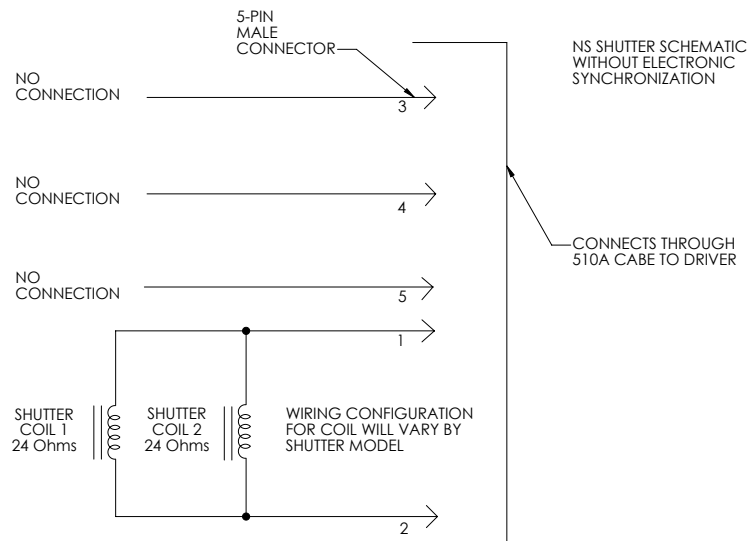 5-PIN
MALE
CONNECTOR
NS SHUTTER SCHEMATIC
WITHOUT ELECTRONIC
SYNCHRONIZATION
NO
CONNECTION
3
NO
CONNECTION
4
CONNECTS THROUGH
510A CABE TO DRIVER
NO
CONNECTION
5
1
SHUTTER
COIL 1
24 Ohms
SHUTTER
COIL 2
24 Ohms
WIRING CONFIGURATION
FOR COIL WILL VARY BY
SHUTTER MODEL
2